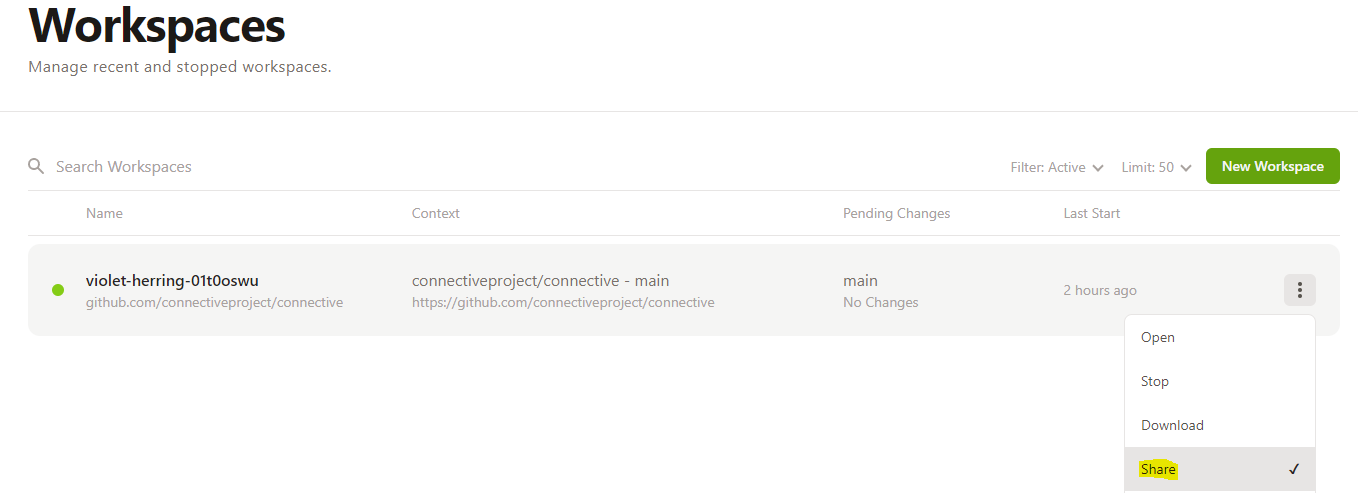 Workspaces
Manage recent and stopped workspaces.
Search Workspaces
Filter: Active
Limit: 50
New Workspace
Name
Context
Pending Changes
Last Start
violet-herring-01t0oswu
github.com/connectiveproject/connective
connectiveproject/connective - main
https://github.com/connectiveproject/connective
main
No Changes
2 hours ago
Open
Stop
Download
Share ✓